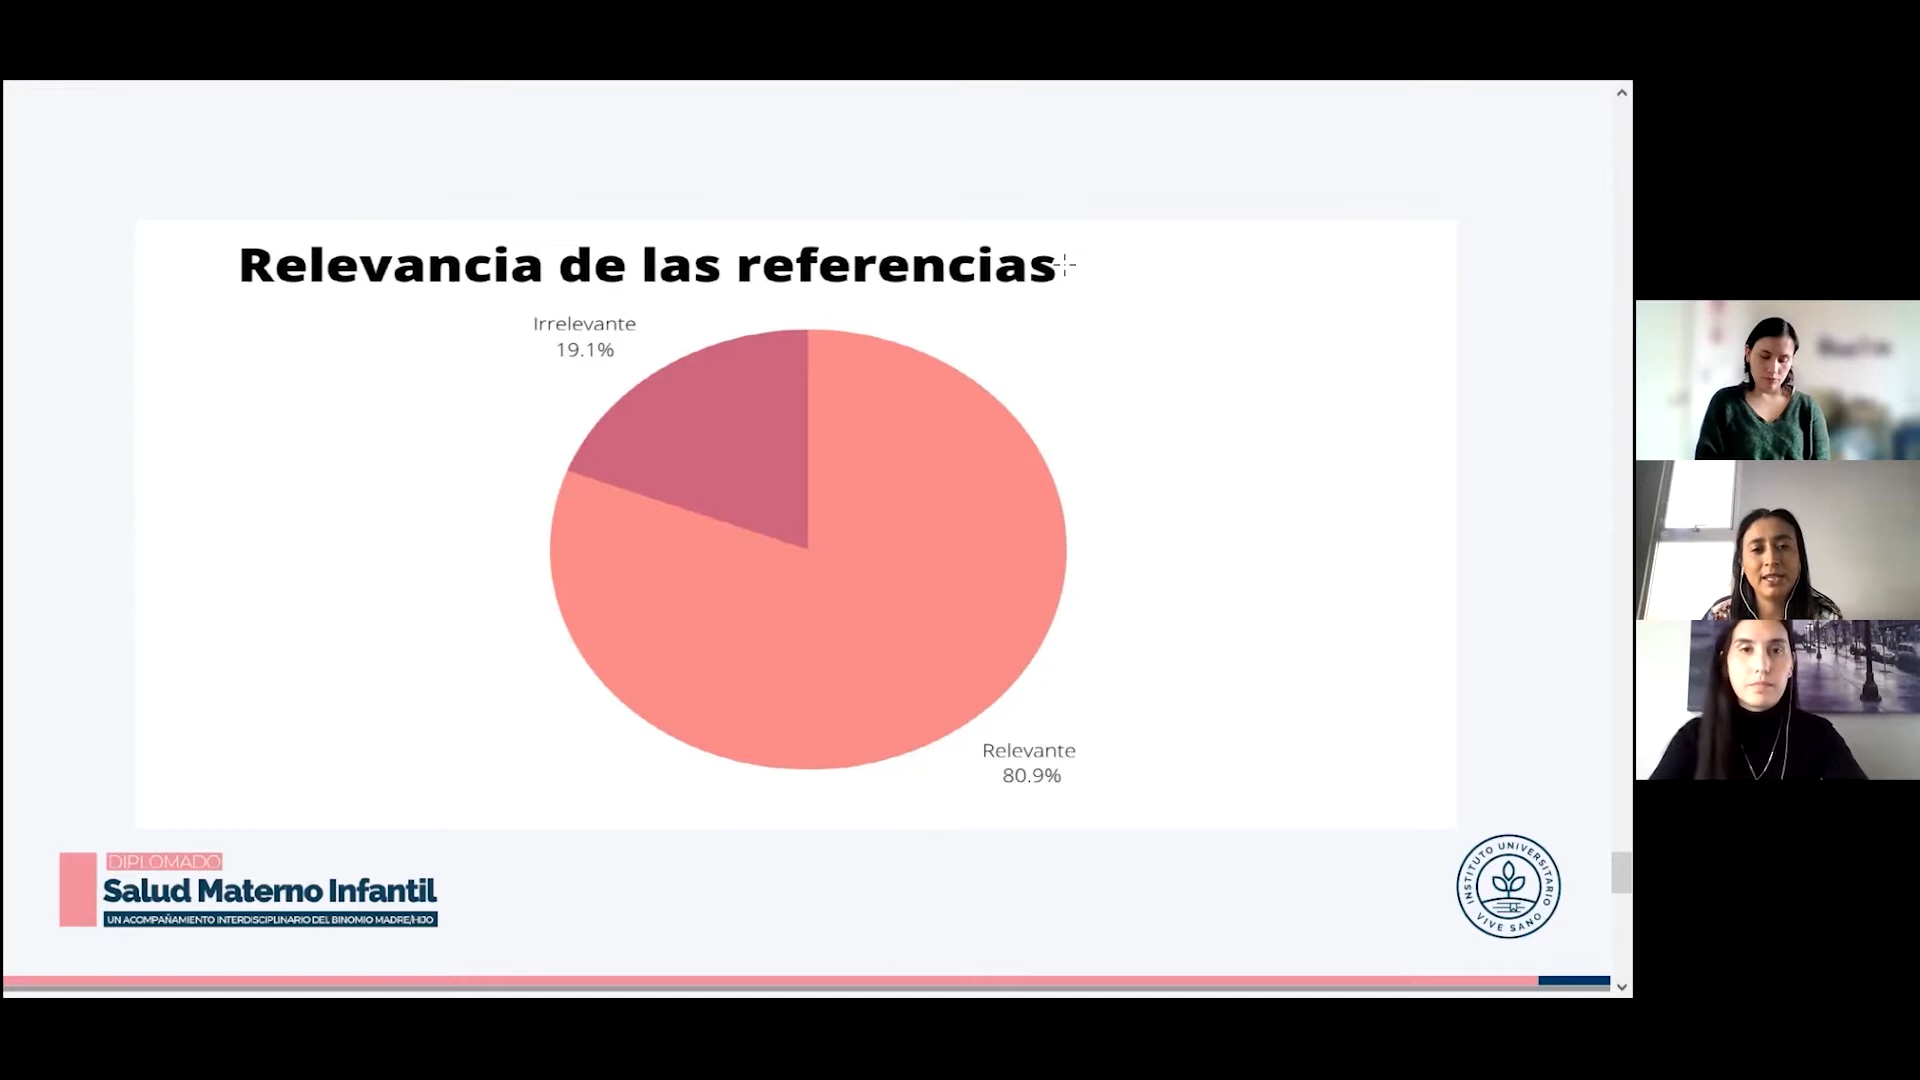 Relevancia de las referencias
Irrelevante
19.1%
Relevante
80.9%
DIPLOMADO
Salud Materno Infantil
UN ACOMPAÑAMIENTO INTERDISCIPLINARIO DEL BINOMIO MADRE/HIJO
INSTITUTO UNIVERSITARIO
VIVE SANO